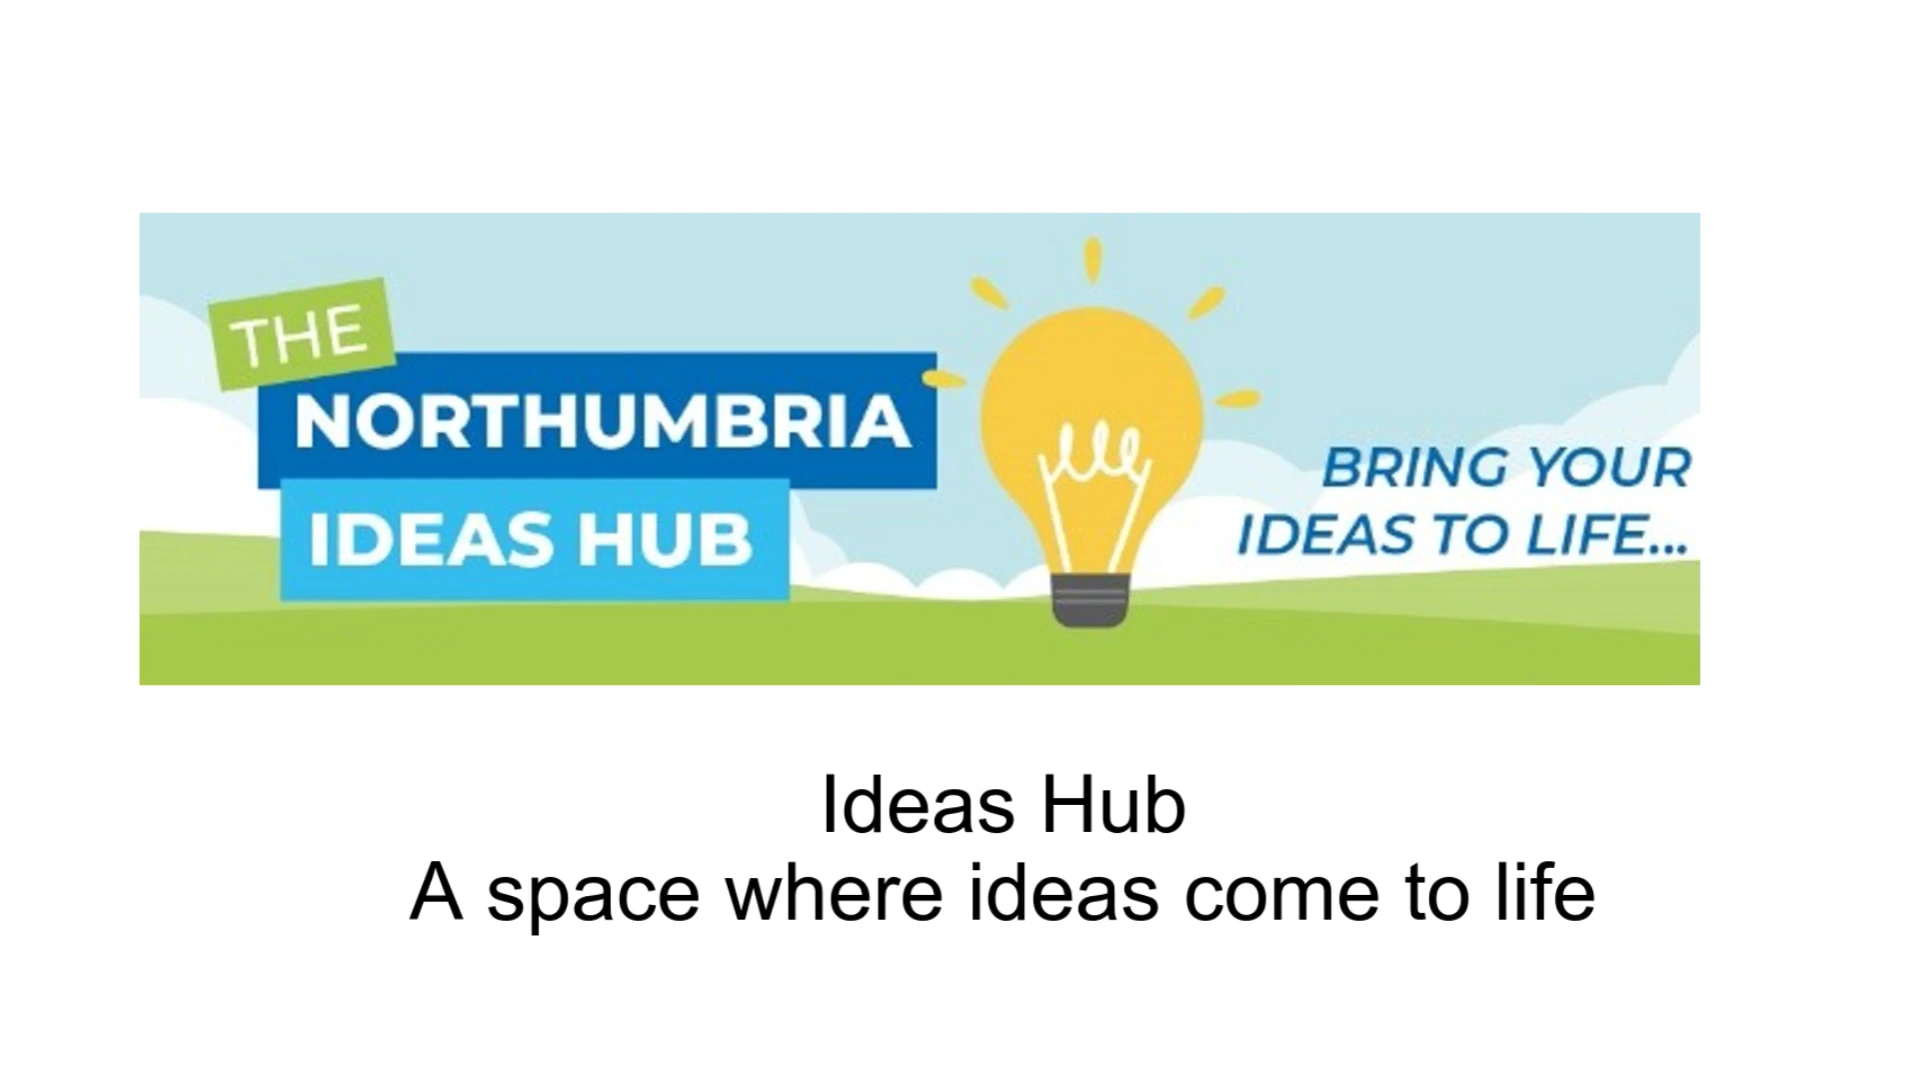 THE
NORTHUMBRIA
IDEAS HUB
BRING YOUR
IDEAS TO LIFE...
Ideas Hub
A space where ideas come to life